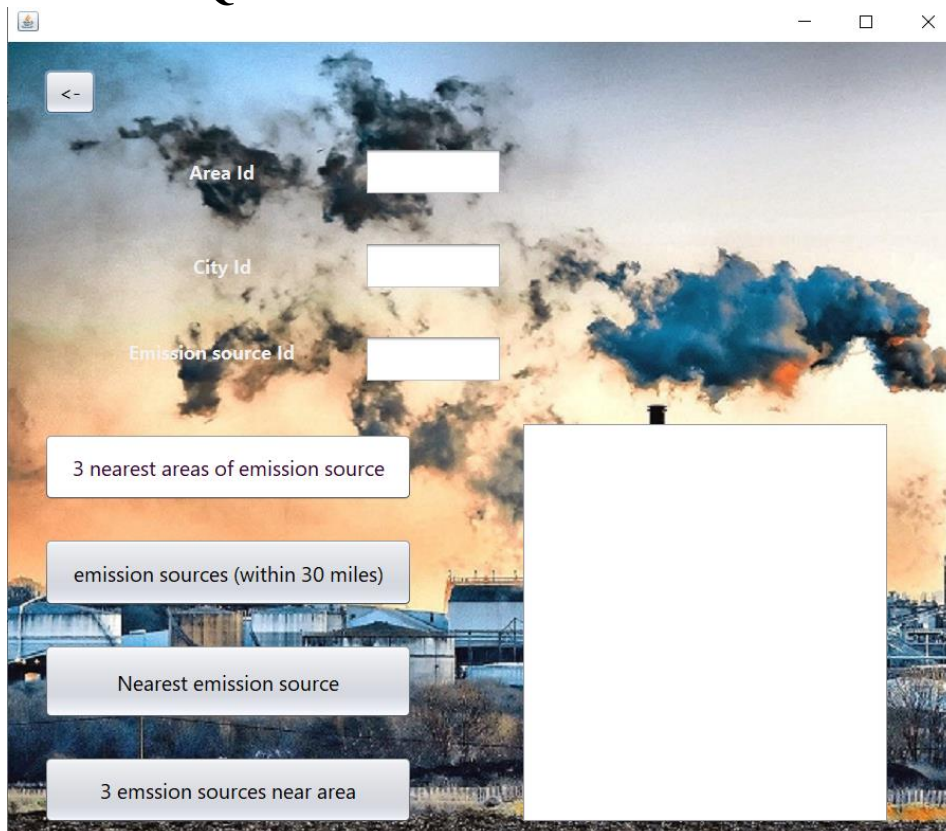 <-
Area Id
City Id
Emission source Id
3 nearest areas of emission source
emission sources (within 30 miles)
Nearest emission source
3 emssion sources near area